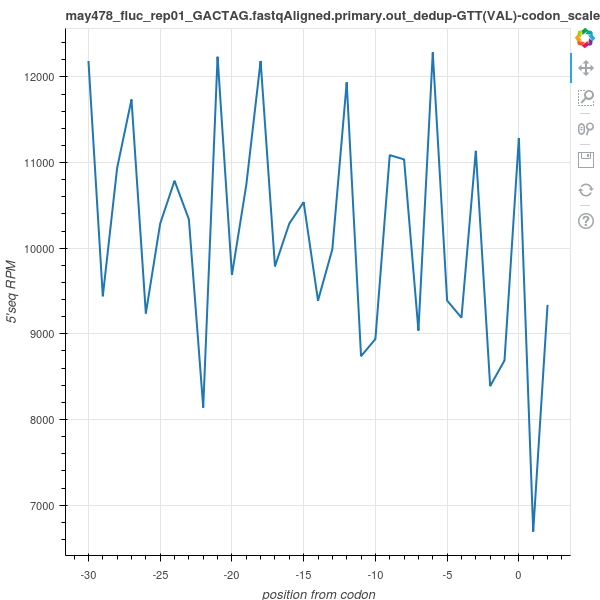 may478_fluc_rep01_GACTAG.fastqAligned.primary.out_dedup-GTT(VAL)-codon_scale
12000
11000
10000
9000
8000
7000
5'seq RPM
-30 -25 -20 -15 -10 -5 0
position from codon